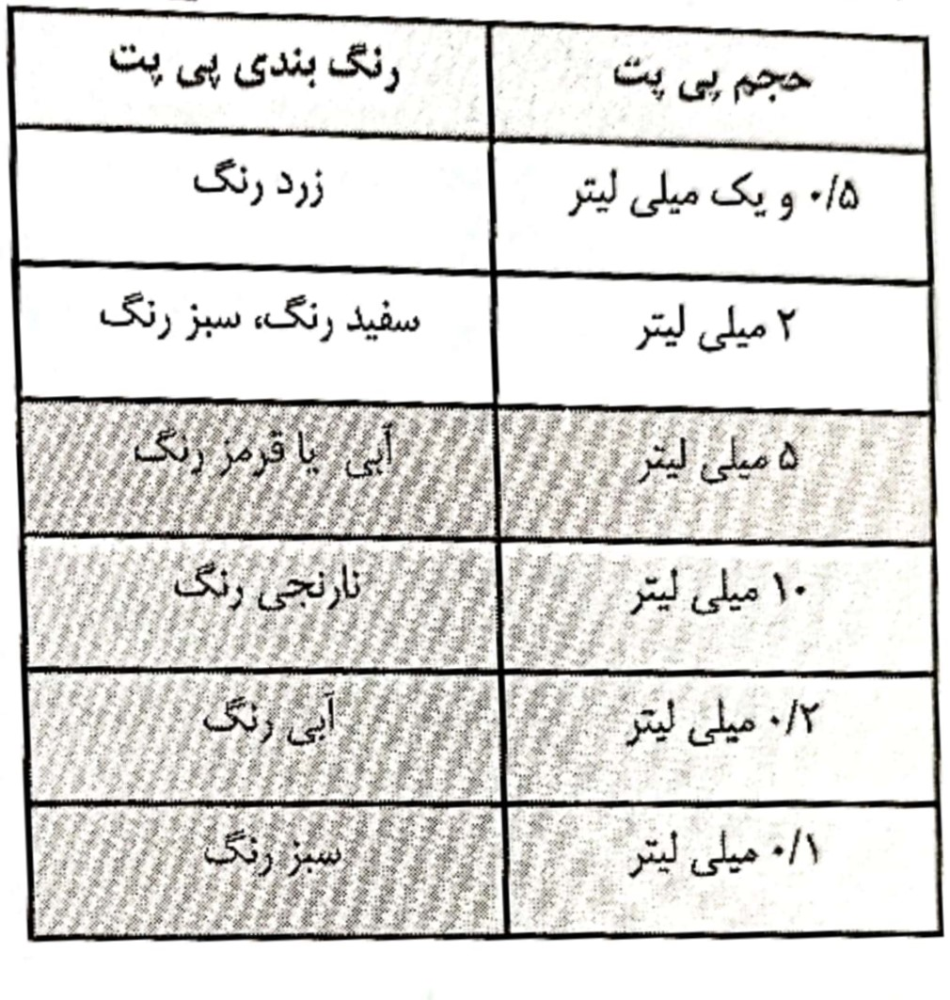 حجم پی پت	رنگ بندی پی پت
۰/۵ و یک میلی لیتر	زرد رنگ
۲ میلی لیتر	سفید رنگ، سبز رنگ
۵ میلی لیتر	آبی یا قرمز رنگ
۱۰ میلی لیتر	نارنجی رنگ
۰/۲ میلی لیتر	آبی رنگ
۰/۱ میلی لیتر	سبز رنگ